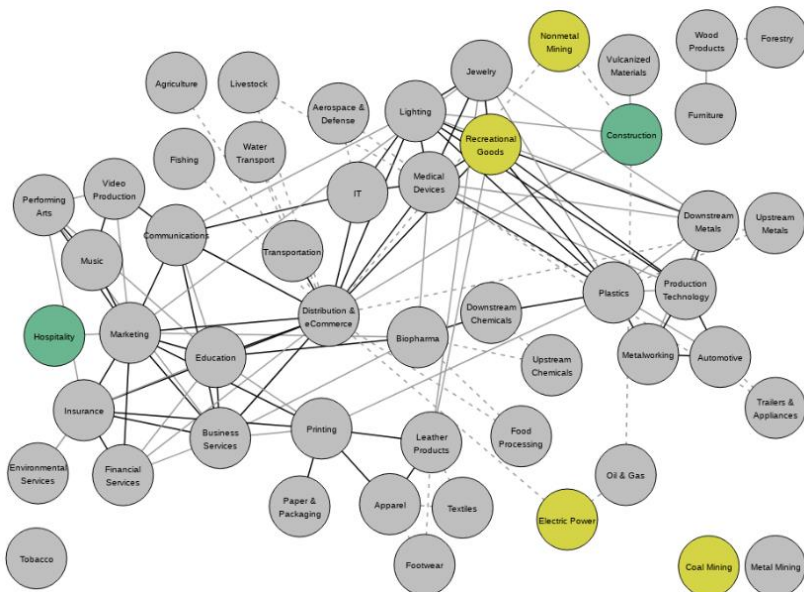 Nonmetal
Mining
Wood
Products
Forestry
Jewelry
Vulcanized
Materials
Agriculture
Livestock
Aerospace &
Defense
Lighting
Furniture
Construction
Recreational
Goods
Fishing
Water
Transport
Medical
Devices
IT
Video
Production
Performing
Arts
Communications
Downstream
Metals
Upstream
Metals
Music
Transportation
Plastics
Production
Technology
Distribution &
eCommerce
Downstream
Chemicals
Hospitality
Marketing
Biopharma
Education
Metalworking
Automotive
Upstream
Chemicals
Trailers &
Appliances
Insurance
Business
Services
Printing
Leather
Products
Food
Processing
Environmental
Services
Financial
Services
Oil & Gas
Paper &
Packaging
Apparel
Textiles
Electric Power
Tobacco
Footwear
Coal Mining
Metal Mining